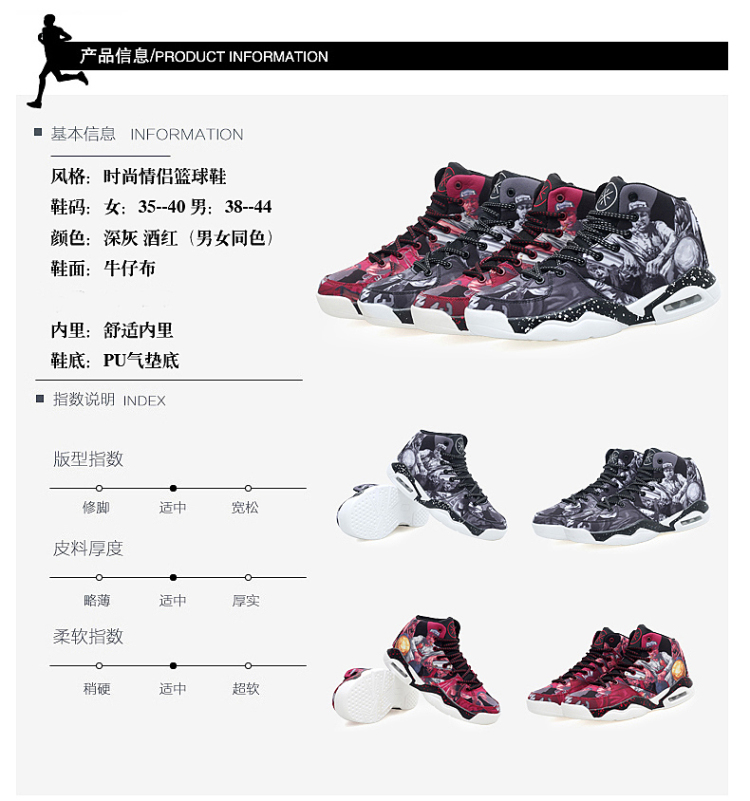 产品信息/PRODUCT INFORMATION
基本信息 INFORMATION
风格：时尚情侣篮球鞋
鞋码：女：35--40 男：38--44
颜色：深灰 酒红（男女同色）
鞋面：牛仔布
内里：舒适内里
鞋底：PU气垫底
指数说明 INDEX
版型指数
修脚 适中 宽松
皮料厚度
略薄 适中 厚实
柔软指数
稍硬 适中 超软